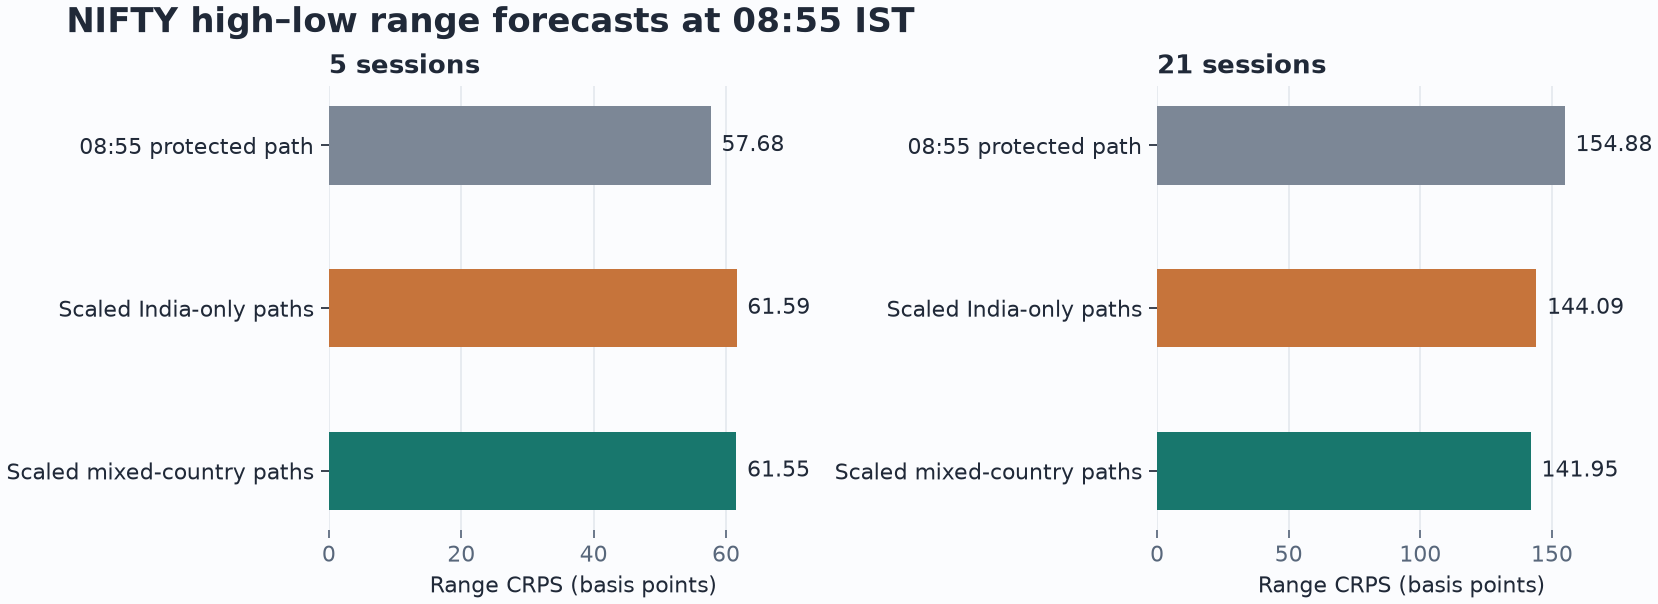 NIFTY high–low range forecasts at 08:55 IST
5 sessions
08:55 protected path
57.68
Scaled India-only paths
61.59
Scaled mixed-country paths
61.55
0 20 40 60
Range CRPS (basis points)
21 sessions
08:55 protected path
154.88
Scaled India-only paths
144.09
Scaled mixed-country paths
141.95
0 50 100 150
Range CRPS (basis points)